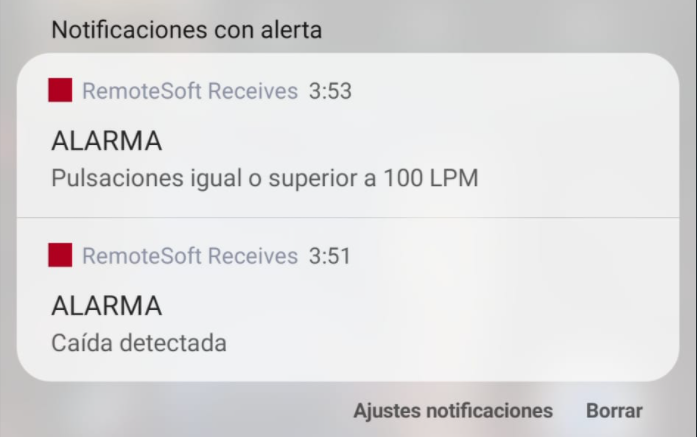 Notificaciones con alerta
RemoteSoft Receives 3:53
ALARMA
Pulsaciones igual o superior a 100 LPM
RemoteSoft Receives 3:51
ALARMA
Caída detectada
Ajustes notificaciones Borrar